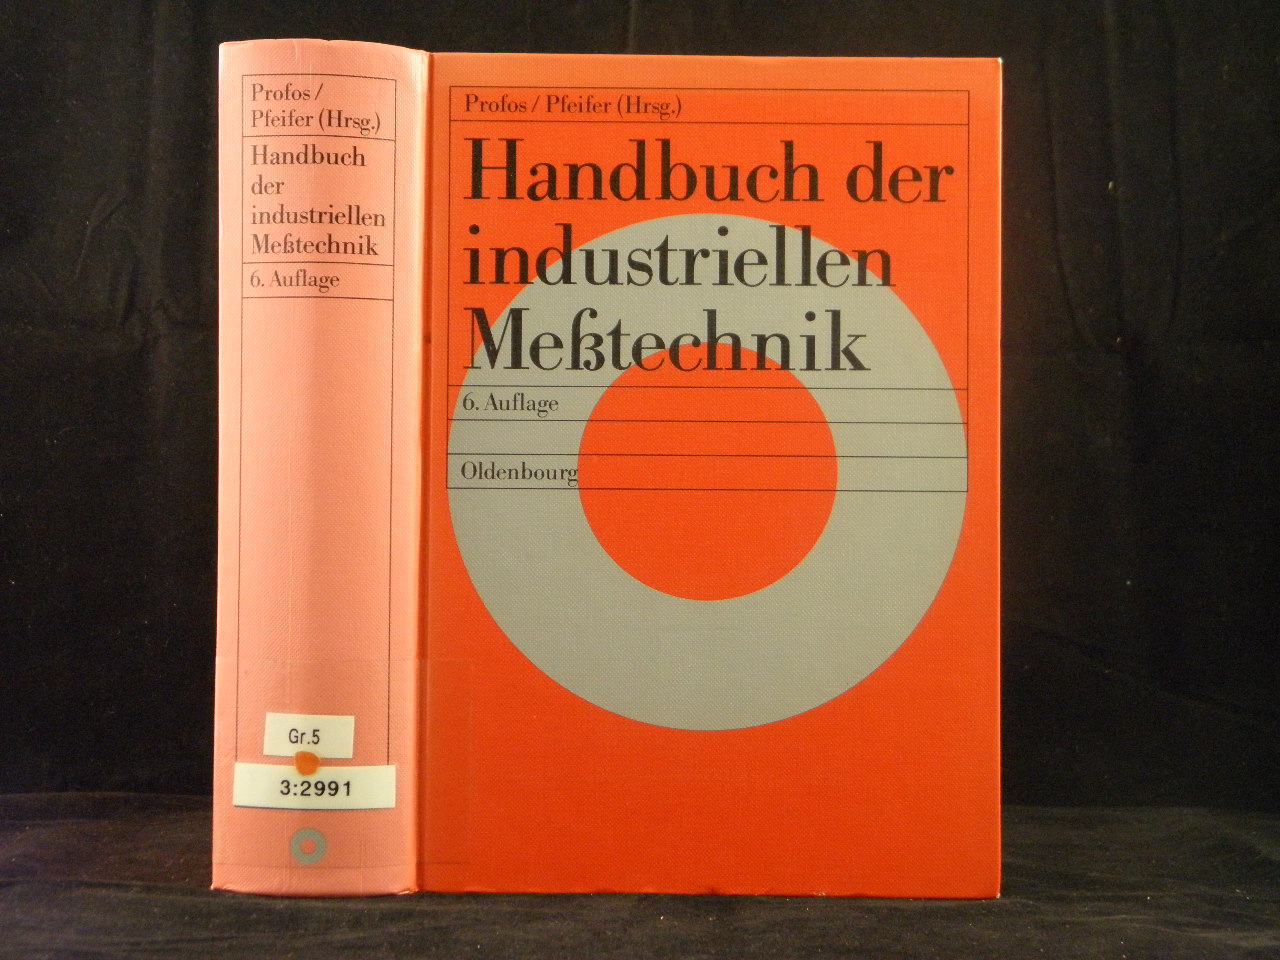 Profos /
Pfeifer (Hrsg.)
Handbuch
der
industriellen
Meßtechnik
6. Auflage
Gr.5
3:2991
Profos / Pfeifer (Hrsg.)
Handbuch der
industriellen
Meßtechnik
6. Auflage
Oldenbourg